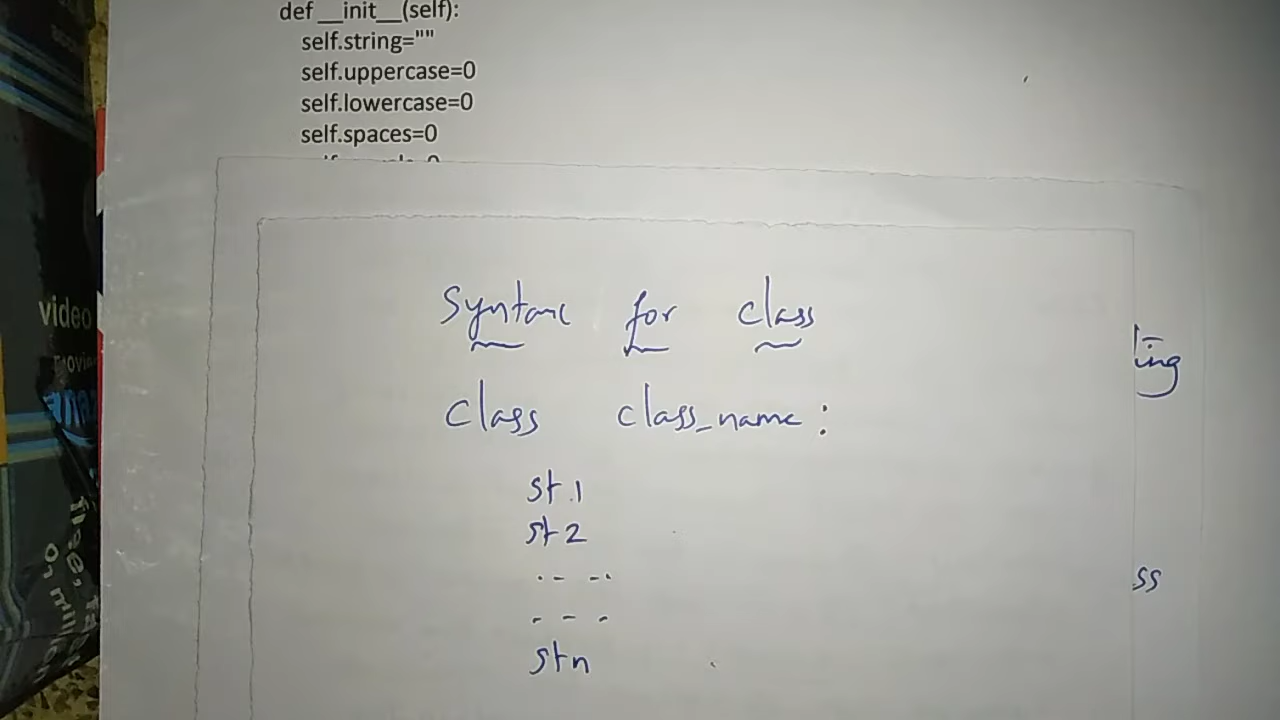 def __init__(self):
self.string=""
self.uppercase=0
self.lowercase=0
self.spaces=0
Syntax for class
class class_name:
st.1
st2
.- -.
- - -
stn
ing
ss
video